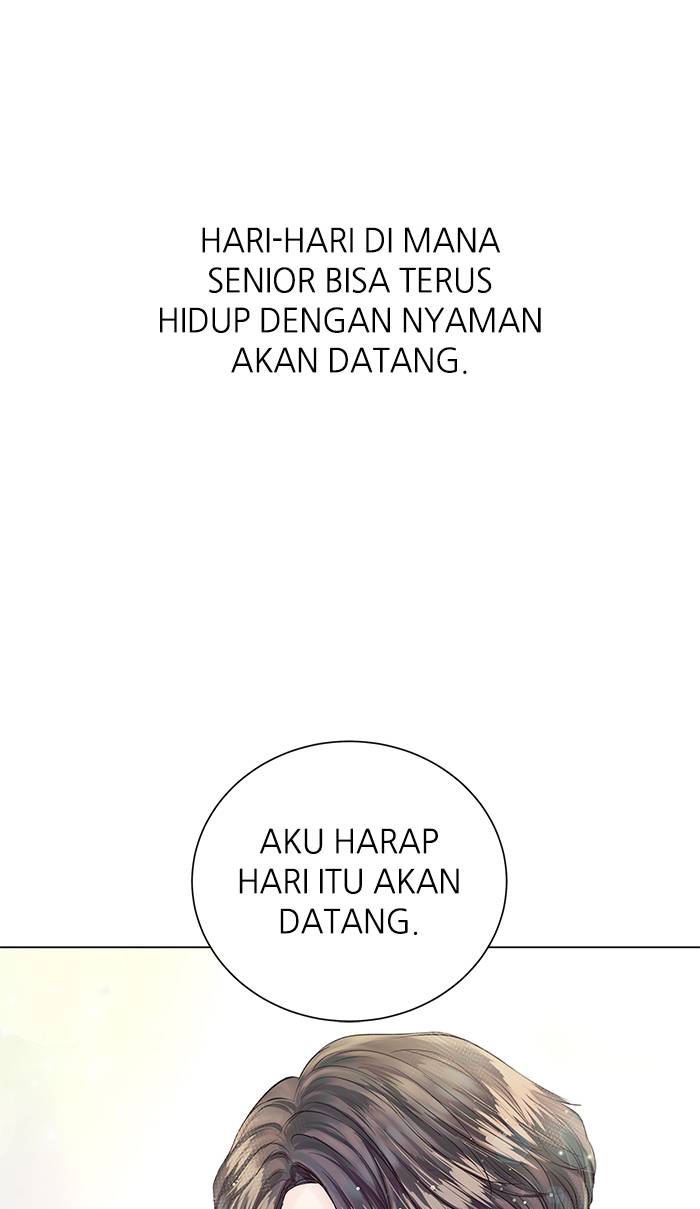 HARI-HARI DI MANA
SENIOR BISA TERUS
HIDUP DENGAN NYAMAN
AKAN DATANG.
AKU HARAP
HARI ITU AKAN
DATANG.